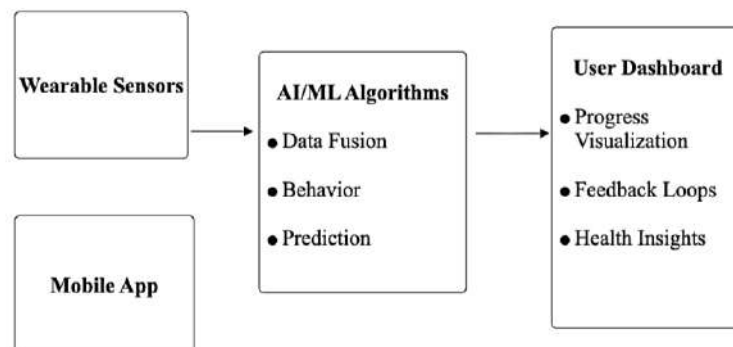 Wearable Sensors
Mobile App
AI/ML Algorithms
● Data Fusion
● Behavior
● Prediction
User Dashboard
● Progress
Visualization
● Feedback Loops
● Health Insights